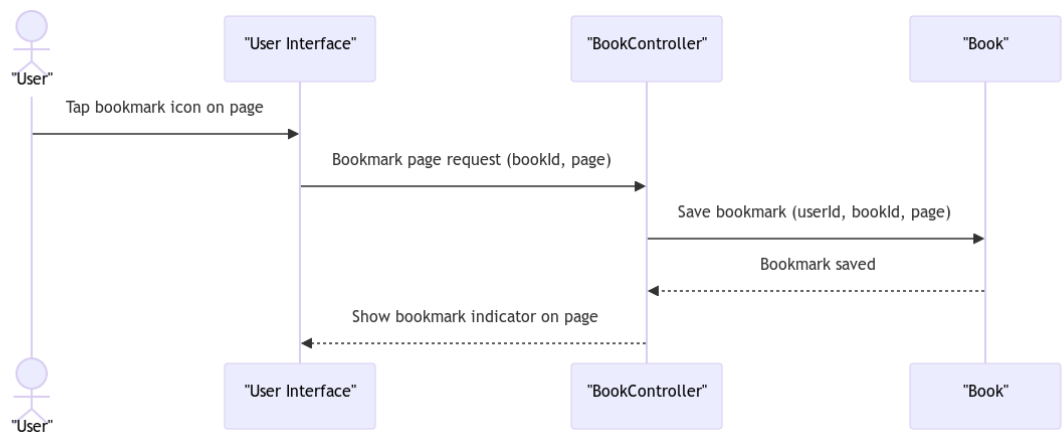 "User Interface"
"BookController"
"Book"
"User"
Tap bookmark icon on page
Bookmark page request (bookId, page)
Save bookmark (userId, bookId, page)
Bookmark saved
Show bookmark indicator on page
"User Interface"
"BookController"
"Book"
"User"